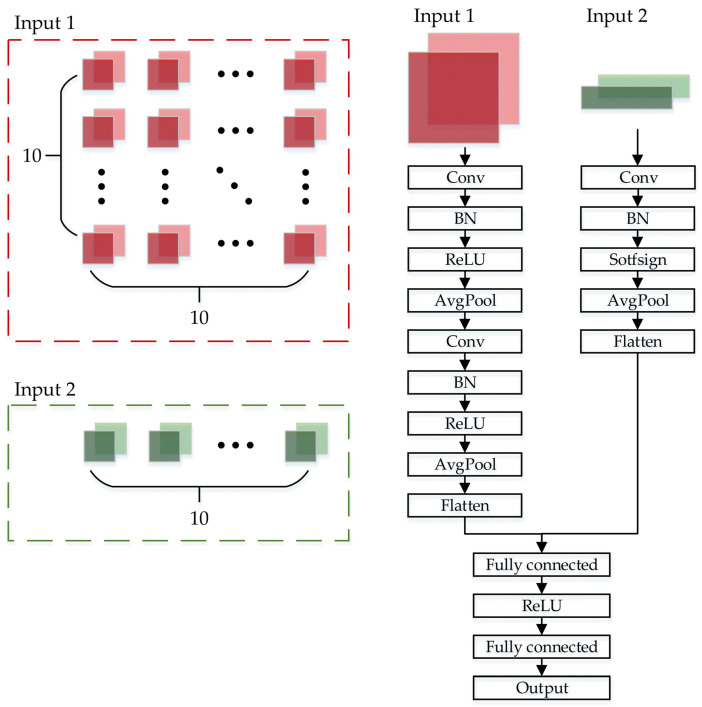 Input 1
10
10
Input 2
10
Input 1
Input 2
Conv
BN
ReLU
AvgPool
Conv
BN
ReLU
AvgPool
Flatten
Conv
BN
Sotfsign
AvgPool
Flatten
Fully connected
ReLU
Fully connected
Output